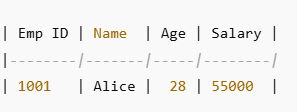 | Emp ID | Name  | Age | Salary |
|--------/-------/-----/--------/
| 1001   | Alice |  28 | 55000  |